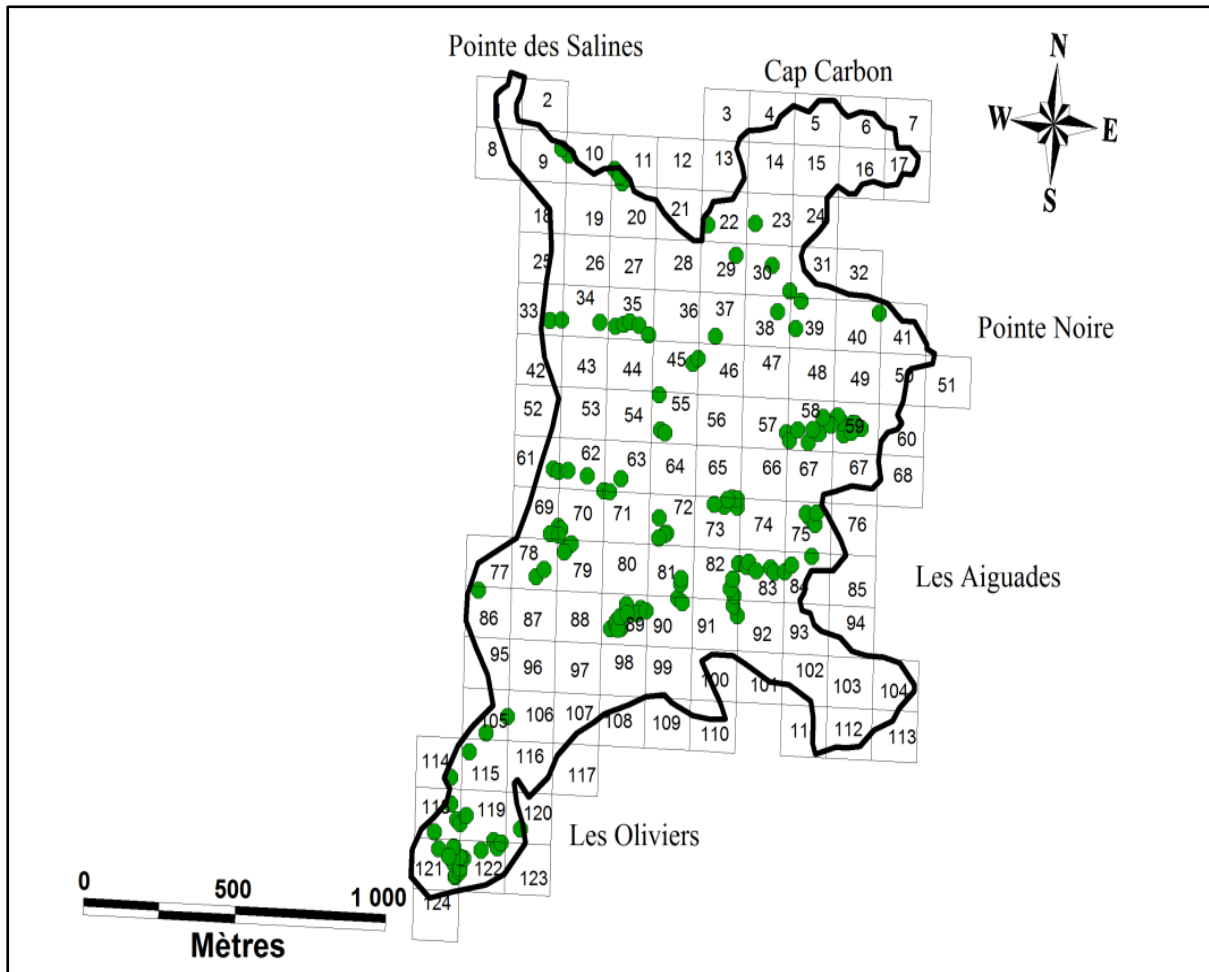 Pointe des Salines
Cap Carbon
N
W E
S
2 3 4 5 6 7
8 9 10 11 12 13 14 15 16 17
18 19 20 21 22 23 24
25 26 27 28 29 30 31 32
33 34 35 36 37 38 39 40 41
Pointe Noire
42 43 44 45 46 47 48 49 50 51
52 53 54 55 56 57 58 59 60
61 62 63 64 65 66 67 67 68
69 70 71 72 73 74 75 76
77 78 79 80 81 82 83 84 85
Les Aiguades
86 87 88 89 90 91 92 93 94
95 96 97 98 99 100 101 102 103 104
105 106 107 108 109 110 11 112 113
114 115 116 117
119 120
Les Oliviers
121 122 123
124
0 500 1 000
Mètres